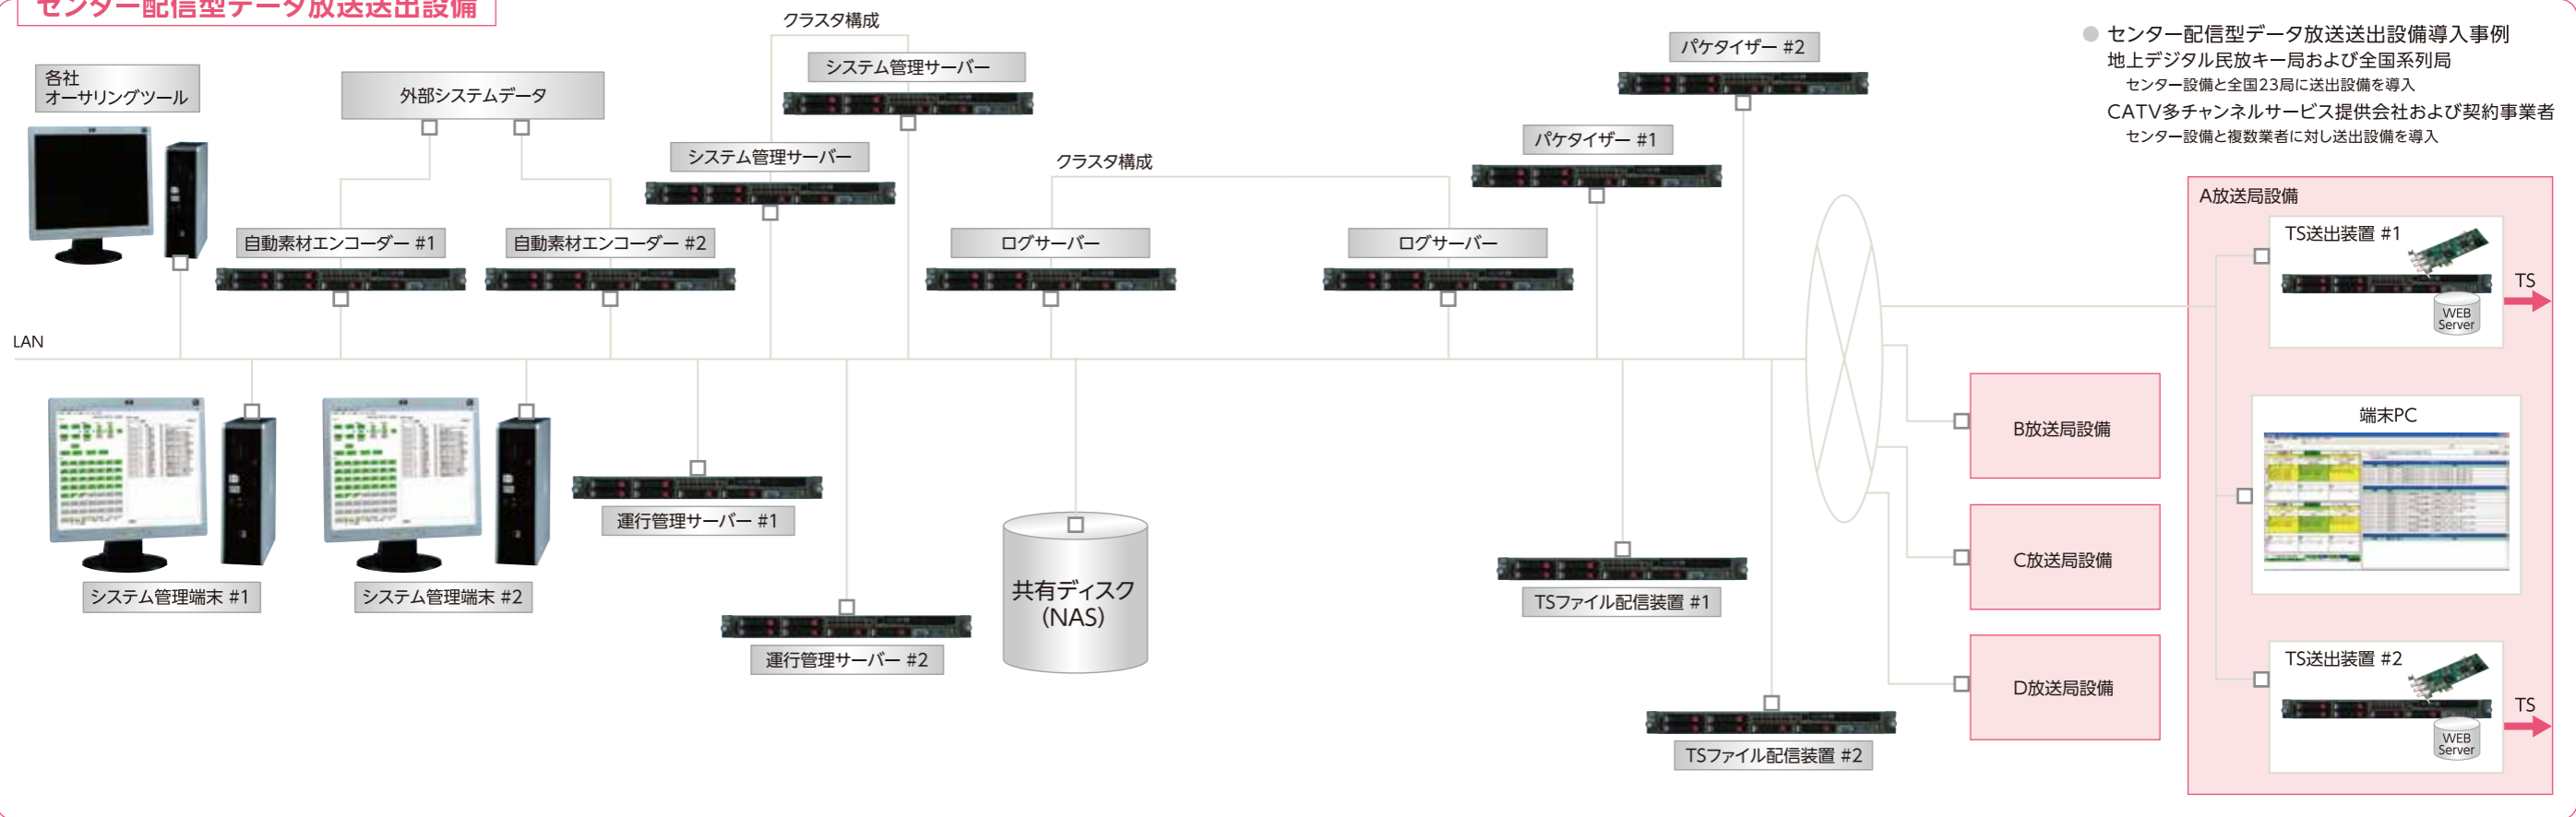 センター配信型データ放送送出設備
クラスタ構成
各社
オーサリングツール
外部システムデータ
システム管理サーバー
システム管理サーバー
パケタイザー #2
パケタイザー #1
クラスタ構成
自動素材エンコーダー #1
自動素材エンコーダー #2
ログサーバー
ログサーバー
LAN
システム管理端末 #1
システム管理端末 #2
運行管理サーバー #1
運行管理サーバー #2
共有ディスク
(NAS)
TSファイル配信装置 #1
TSファイル配信装置 #2
● センター配信型データ放送送出設備導入事例
地上デジタル民放キー局および全国系列局
センター設備と全国23局に送出設備を導入
CATV多チャンネルサービス提供会社および契約事業者
センター設備と複数業者に対し送出設備を導入
A放送局設備
TS送出装置 #1
WEB
Server
TS
端末PC
TS送出装置 #2
WEB
Server
TS
B放送局設備
C放送局設備
D放送局設備